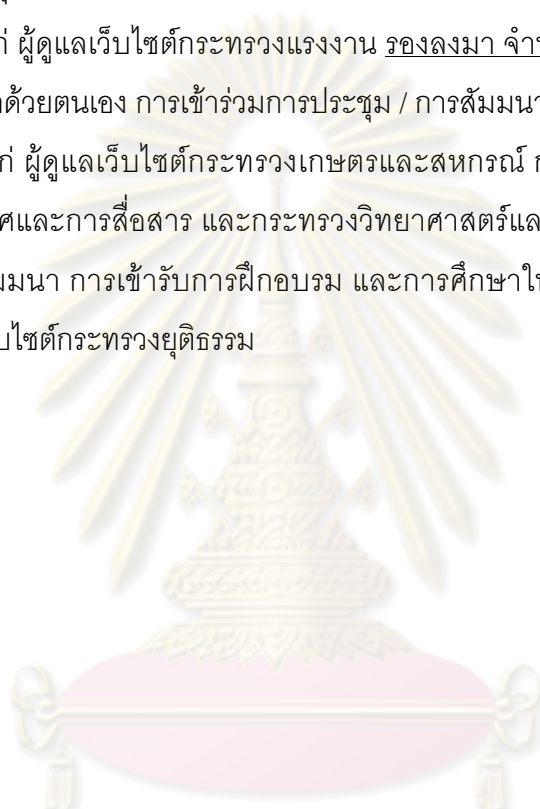 ก่ ผู้ดูแลเว็บไซต์กระทรวงแรงงาน รองลงมา
ด้วยตนเอง การเข้าร่วมการประชุม / การสัมมนา
ก่ ผู้ดูแลเว็บไซต์กระทรวงเกษตรและสหกรณ์
ศและการสื่อสาร และกระทรวงวิทยาศาสตร์และ
มมนา การเข้ารับการฝึกอบรม และการศึกษาใน
บไซต์กระทรวงยุติธรรม